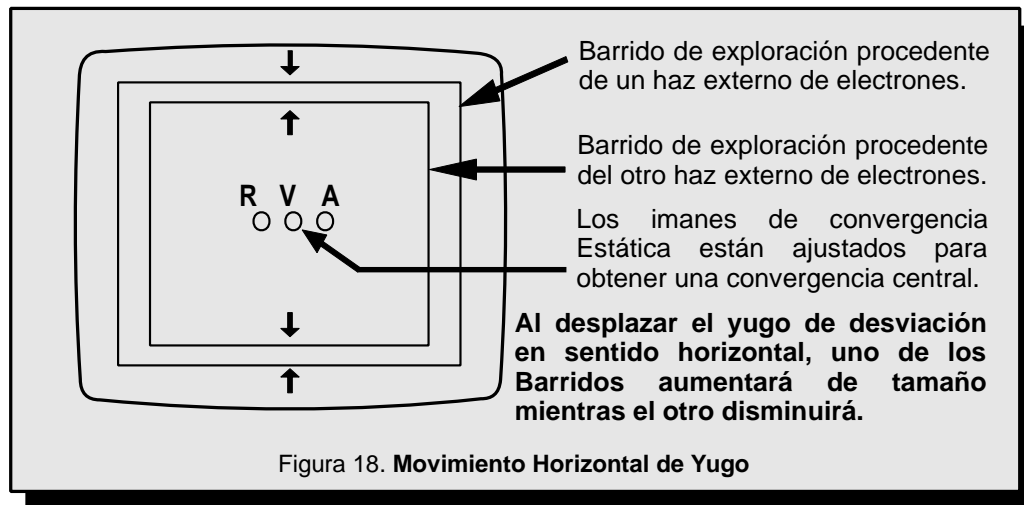 Barrido de exploración procedente
de un haz externo de electrones.
Barrido de exploración procedente
del otro haz externo de electrones.
R V A
Los imanes de convergencia
Estática están ajustados para
obtener una convergencia central.
Al desplazar el yugo de desviación
en sentido horizontal, uno de los
Barridos aumentará de tamaño
mientras el otro disminuirá.
Figura 18. Movimiento Horizontal de Yugo